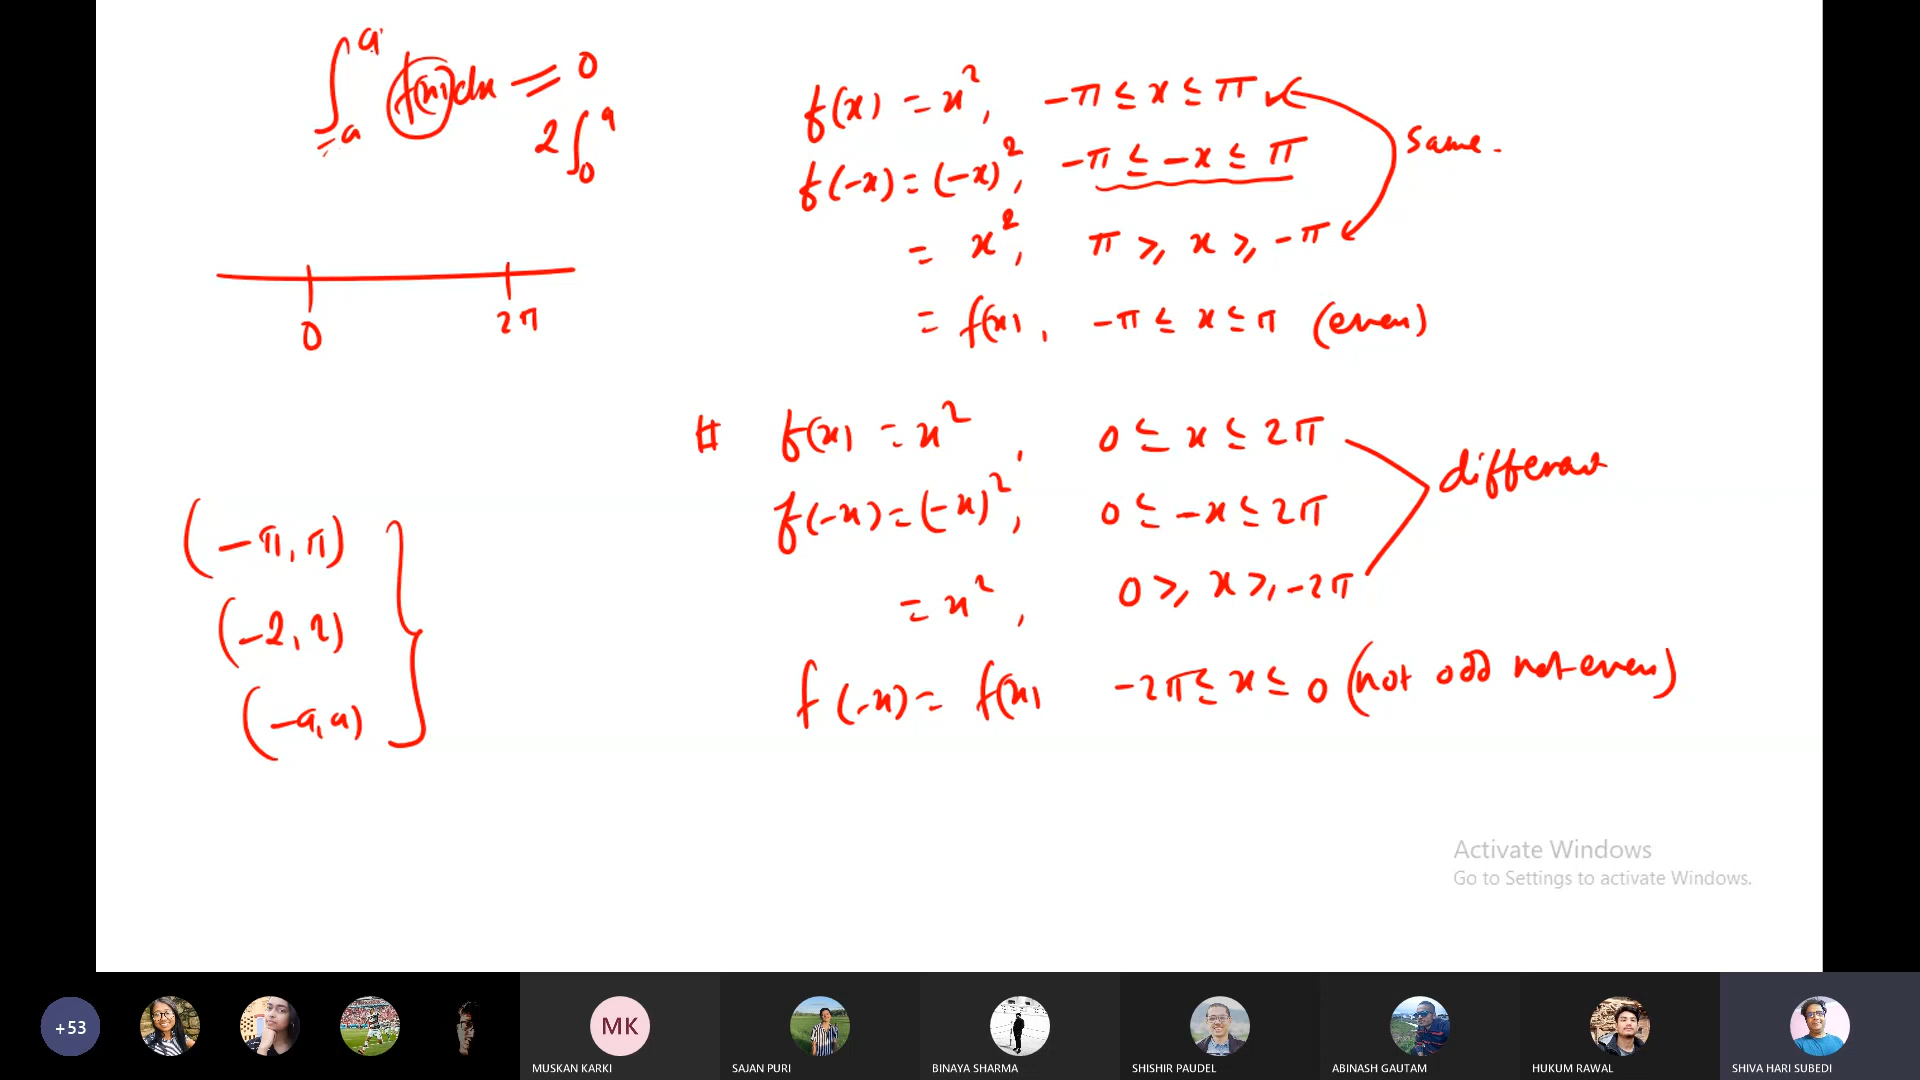 ∫_{-a}^{a} f(x) dx = 0
2∫_0^a
0 2π
(-π, π)
(-2, 2)
(-a, a)
f(x) = x², -π ≤ x ≤ π
f(-x) = (-x)², -π ≤ -x ≤ π
same.
= x², π ≥, x ≥, -π
= f(x), -π ≤ x ≤ π (even)
# f(x) = x², 0 ≤ x ≤ 2π
f(-x) = (-x)², 0 ≤ -x ≤ 2π
different
= x², 0 ≥, x ≥, -2π
f(-x) = f(x) -2π ≤ x ≤ 0 (not odd not even)
Activate Windows
Go to Settings to activate Windows.
+53
MK
MUSKAN KARKI
SAJAN PURI
BINAYA SHARMA
SHISHIR PAUDEL
ABINASH GAUTAM
HUKUM RAWAL
SHIVA HARI SUBEDI